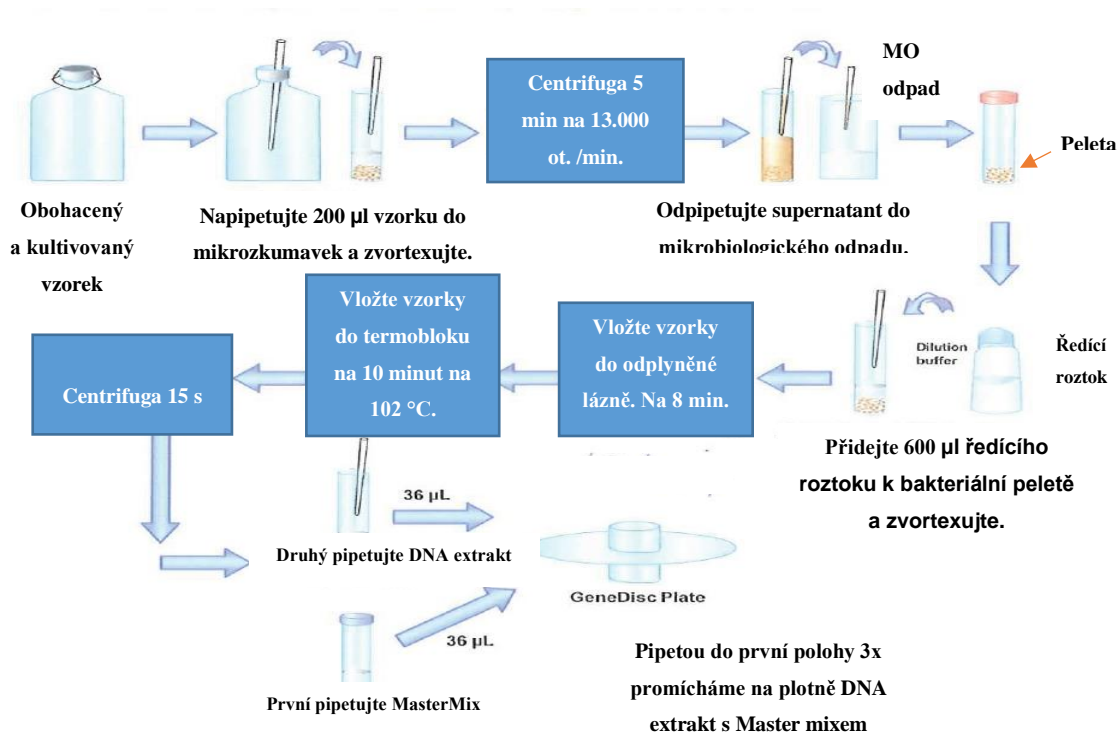 Obohacený
a kultivovaný
vzorek
Napipetujte 200 µl vzorku do
mikrozkumavek a zvortexujte.
Centrifuga 5
min na 13.000
ot. /min.
MO
odpad
Odpipetujte supernatant do
mikrobiologického odpadu.
Peleta
Dilution
buffer
Ředící
roztok
Přidejte 600 µl ředícího
roztoku k bakteriální peletě
a zvortexujte.
Vložte vzorky
do odplyněné
lázně. Na 8 min.
Vložte vzorky
do termobloku
na 10 minut na
102 °C.
Centrifuga 15 s
36 µL
Druhý pipetujte DNA extrakt
GeneDisc Plate
36 µL
První pipetujte MasterMix
Pipetou do první polohy 3x
promícháme na plotně DNA
extrakt s Master mixem